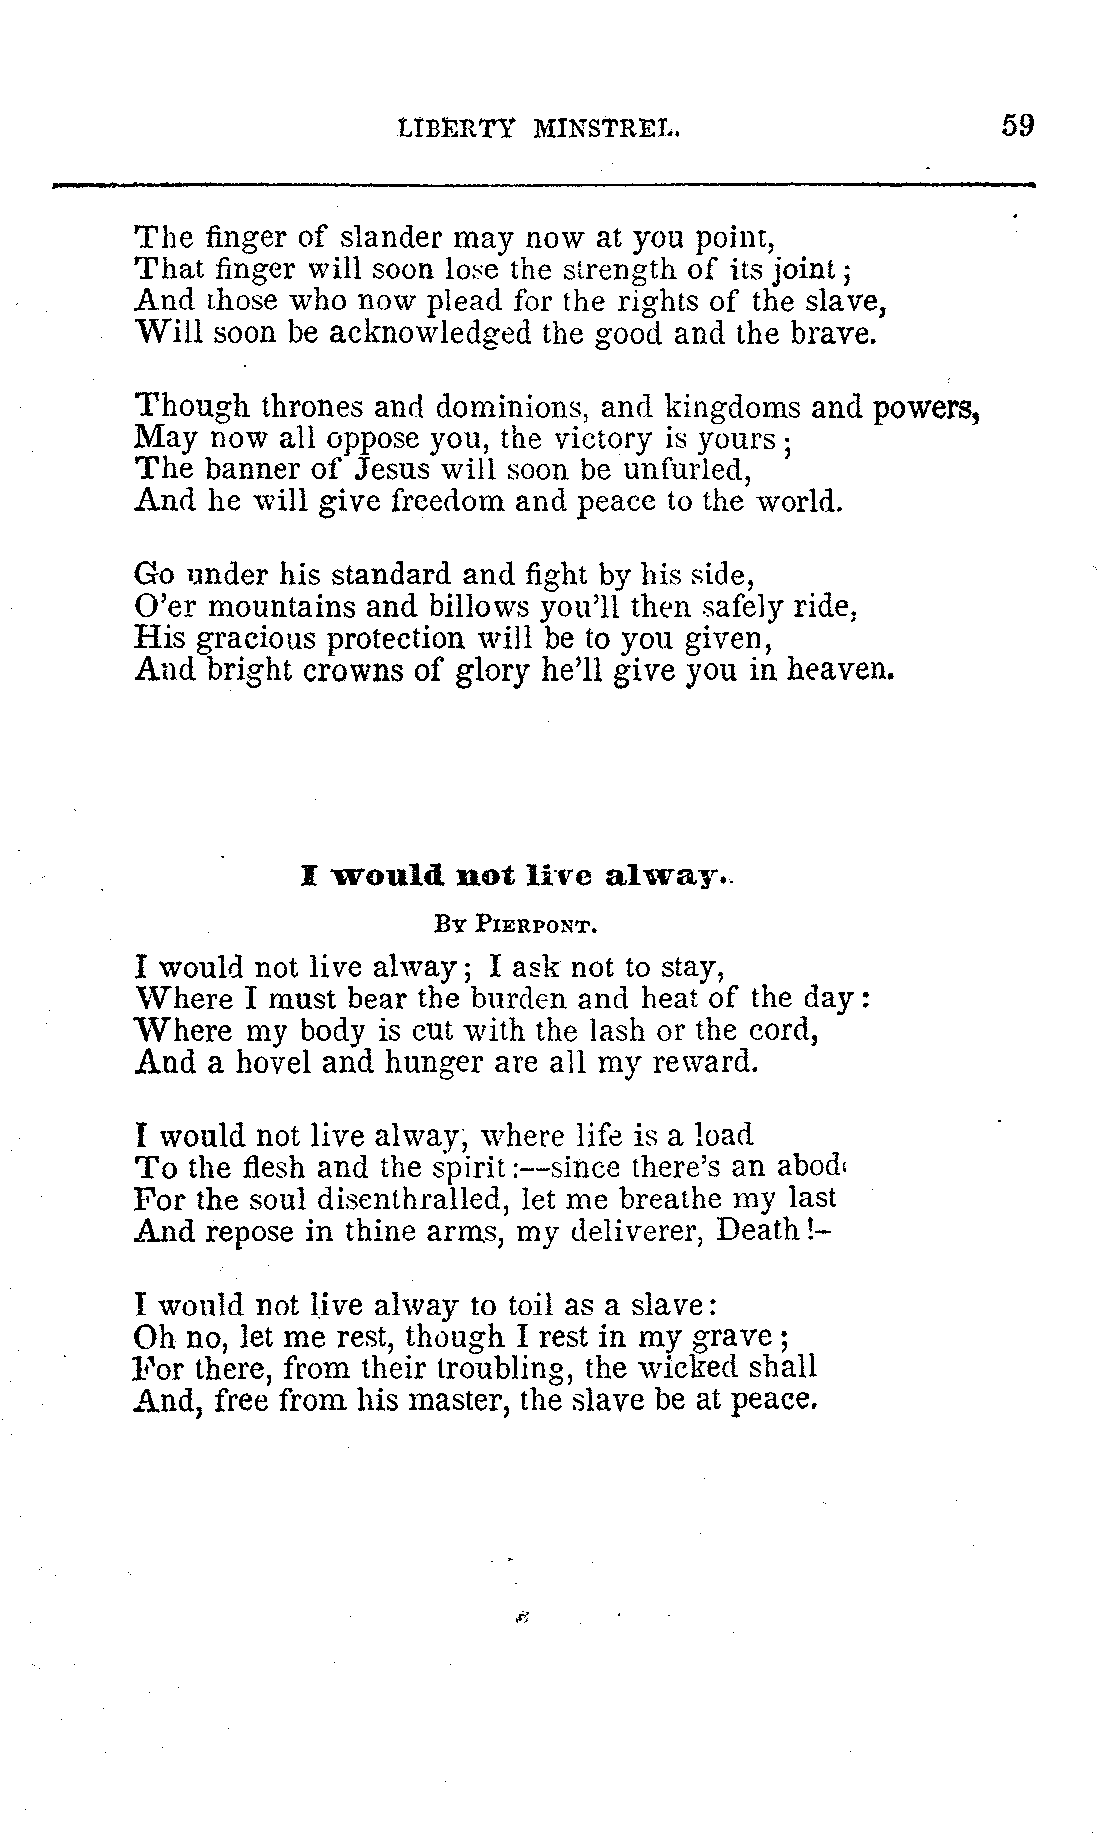 LIBERTY MINSTREL. 59
The finger of slander may now at you point,
That finger will soon lose the strength of its joint;
And those who now plead for the rights of the slave,
Will soon be acknowledged the good and the brave.
Though thrones and dominions, and kingdoms and powers,
May now all oppose you, the victory is yours;
The banner of Jesus will soon be unfurled,
And he will give freedom and peace to the world.
Go under his standard and fight by his side,
O'er mountains and billows you'll then safely ride,
His gracious protection will be to you given,
And bright crowns of glory he'll give you in heaven.
I would not live alway.
By Pierpont.
I would not live alway; I ask not to stay,
Where I must bear the burden and heat of the day:
Where my body is cut with the lash or the cord,
And a hovel and hunger are all my reward.
I would not live alway, where life is a load
To the flesh and the spirit:—since there's an abod
For the soul disenthralled, let me breathe my last
And repose in thine arms, my deliverer, Death!-
I would not live alway to toil as a slave:
Oh no, let me rest, though I rest in my grave;
For there, from their troubling, the wicked shall
And, free from his master, the slave be at peace.